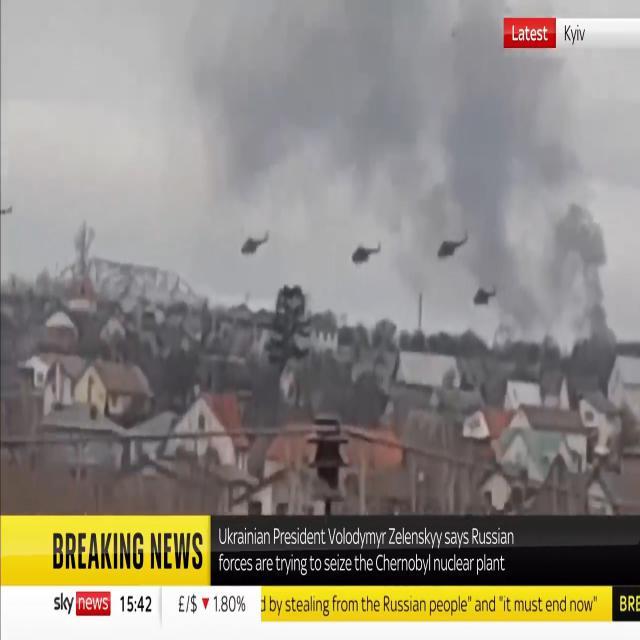 Latest Kyiv
BREAKING NEWS
Ukrainian President Volodymyr Zelenskyy says Russian
forces are trying to seize the Chernobyl nuclear plant
sky news 15:42 £/$ ▼ 1.80% d by stealing from the Russian people" and "it must end now" BRE